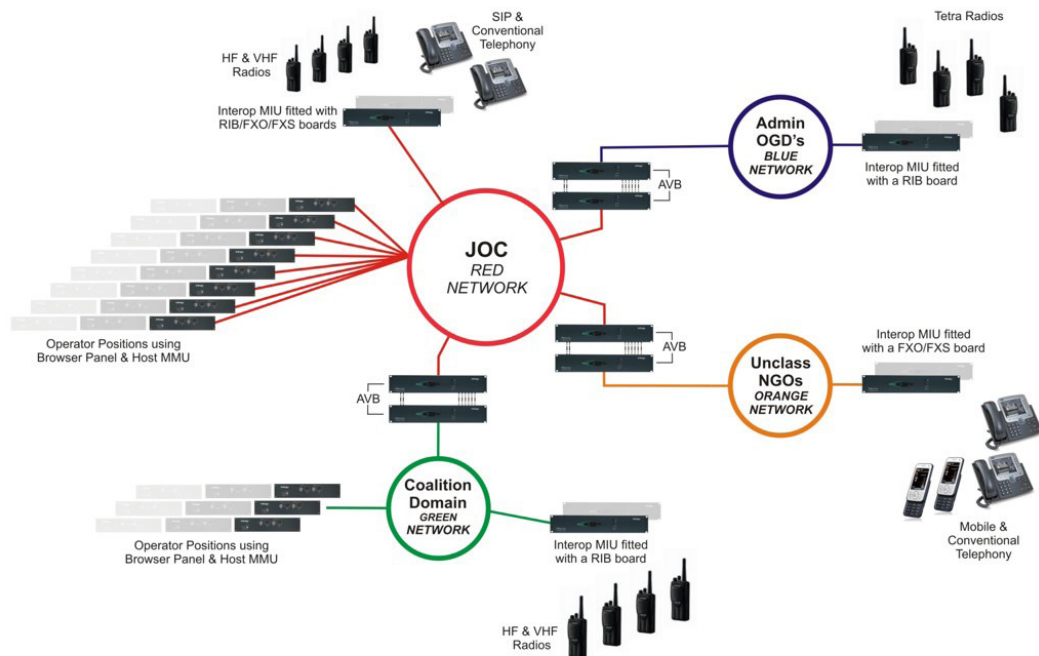 SIP &
Conventional
Telephony
HF & VHF
Radios
Interop MIU fitted with
RIB/FXO/FXS boards
Tetra Radios
Admin
OGD's
BLUE
NETWORK
Interop MIU fitted
with a RIB board
AVB
JOC
RED
NETWORK
Operator Positions using
Browser Panel & Host MMU
AVB
Interop MIU fitted
with a FXO/FXS board
Unclass
NGOs
ORANGE
NETWORK
AVB
Mobile &
Conventional
Telephony
Coalition
Domain
GREEN
NETWORK
Operator Positions using
Browser Panel & Host MMU
Interop MIU fitted
with a RIB board
HF & VHF
Radios